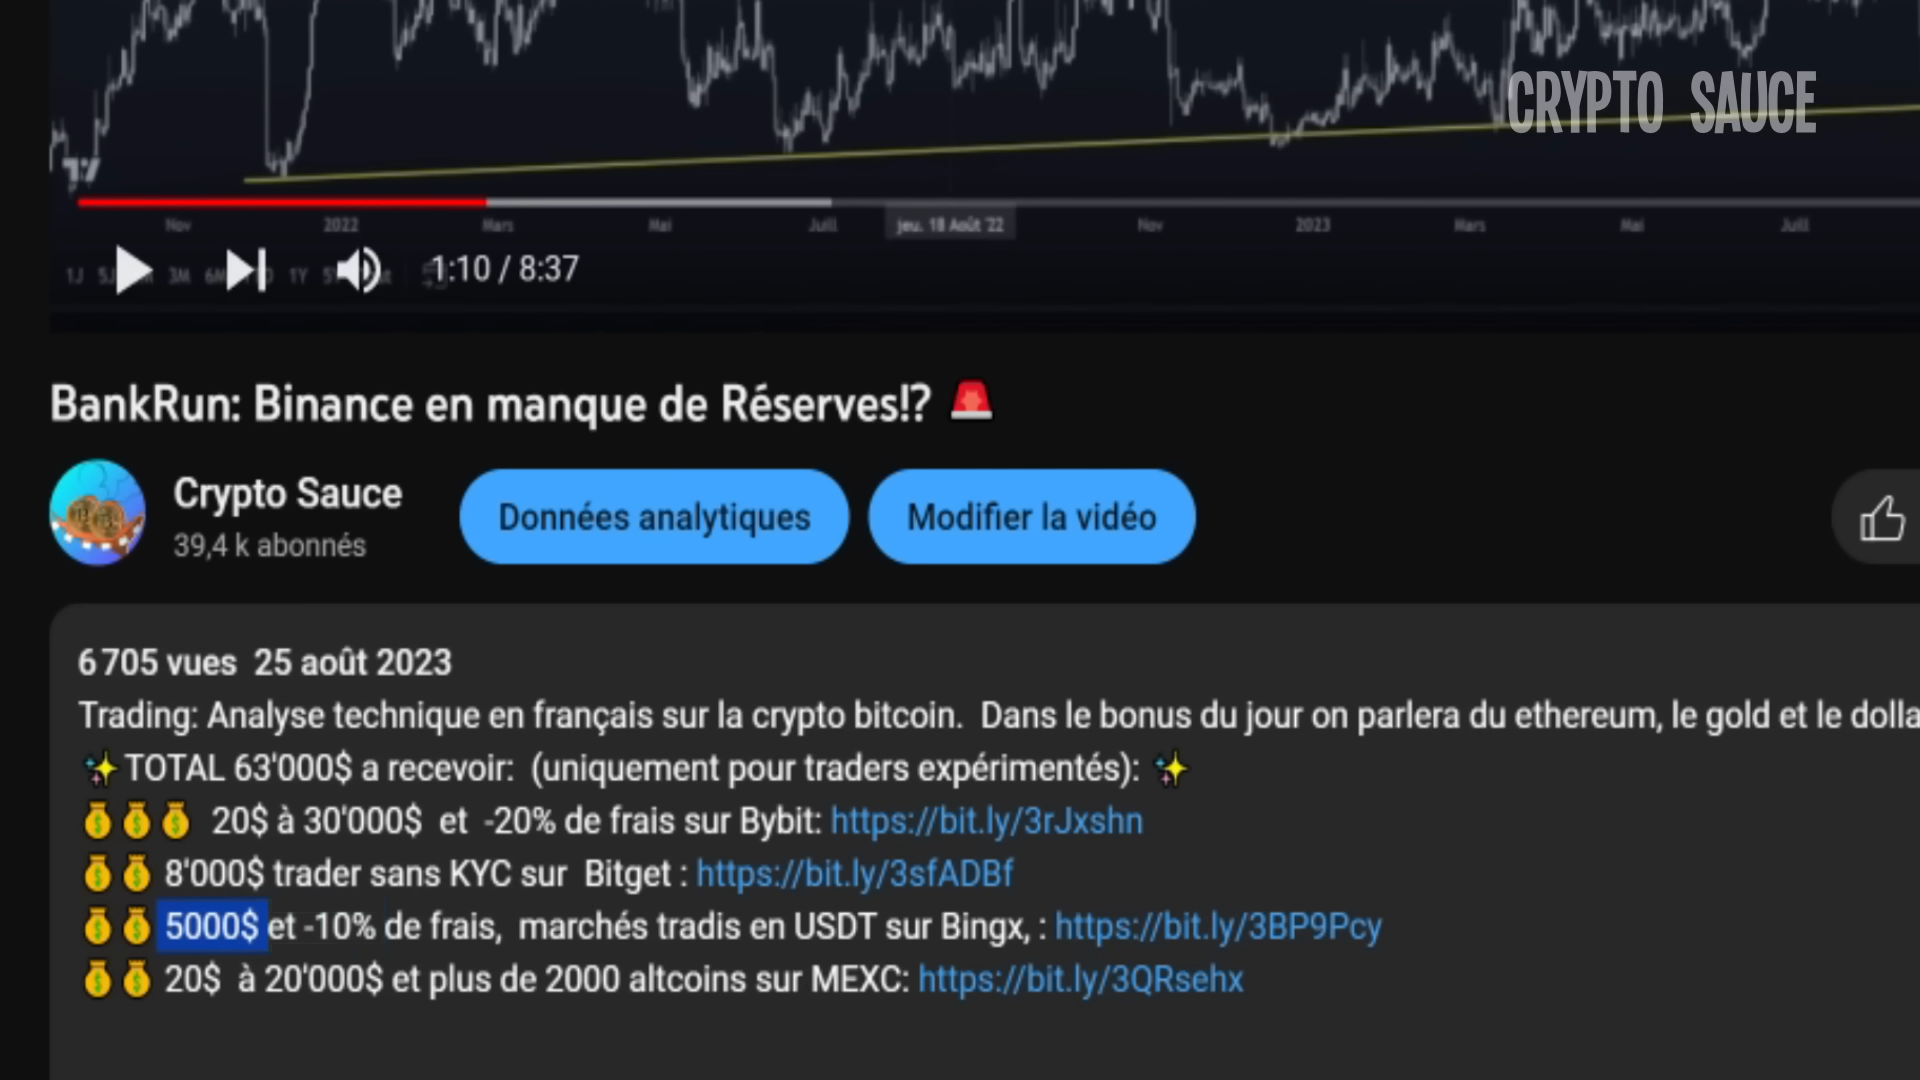 CRYPTO SAUCE
Nov 2022 Mars Mai Juill jeu. 18 Août '22 Nov 2023 Mars Mai Juill
1J 3M 1Y
1:10 / 8:37
BankRun: Binance en manque de Réserves!? 🚨
Crypto Sauce
39,4 k abonnés
Données analytiques
Modifier la vidéo
6 705 vues 25 août 2023
Trading: Analyse technique en français sur la crypto bitcoin. Dans le bonus du jour on parlera du ethereum, le gold et le dolla
✨TOTAL 63'000$ a recevoir: (uniquement pour traders expérimentés): ✨
💰💰💰 20$ à 30'000$ et -20% de frais sur Bybit: https://bit.ly/3rJxshn
💰💰 8'000$ trader sans KYC sur Bitget : https://bit.ly/3sfADBf
💰💰 5000$ et -10% de frais, marchés tradis en USDT sur Bingx, : https://bit.ly/3BP9Pcy
💰💰 20$ à 20'000$ et plus de 2000 altcoins sur MEXC: https://bit.ly/3QRsehx